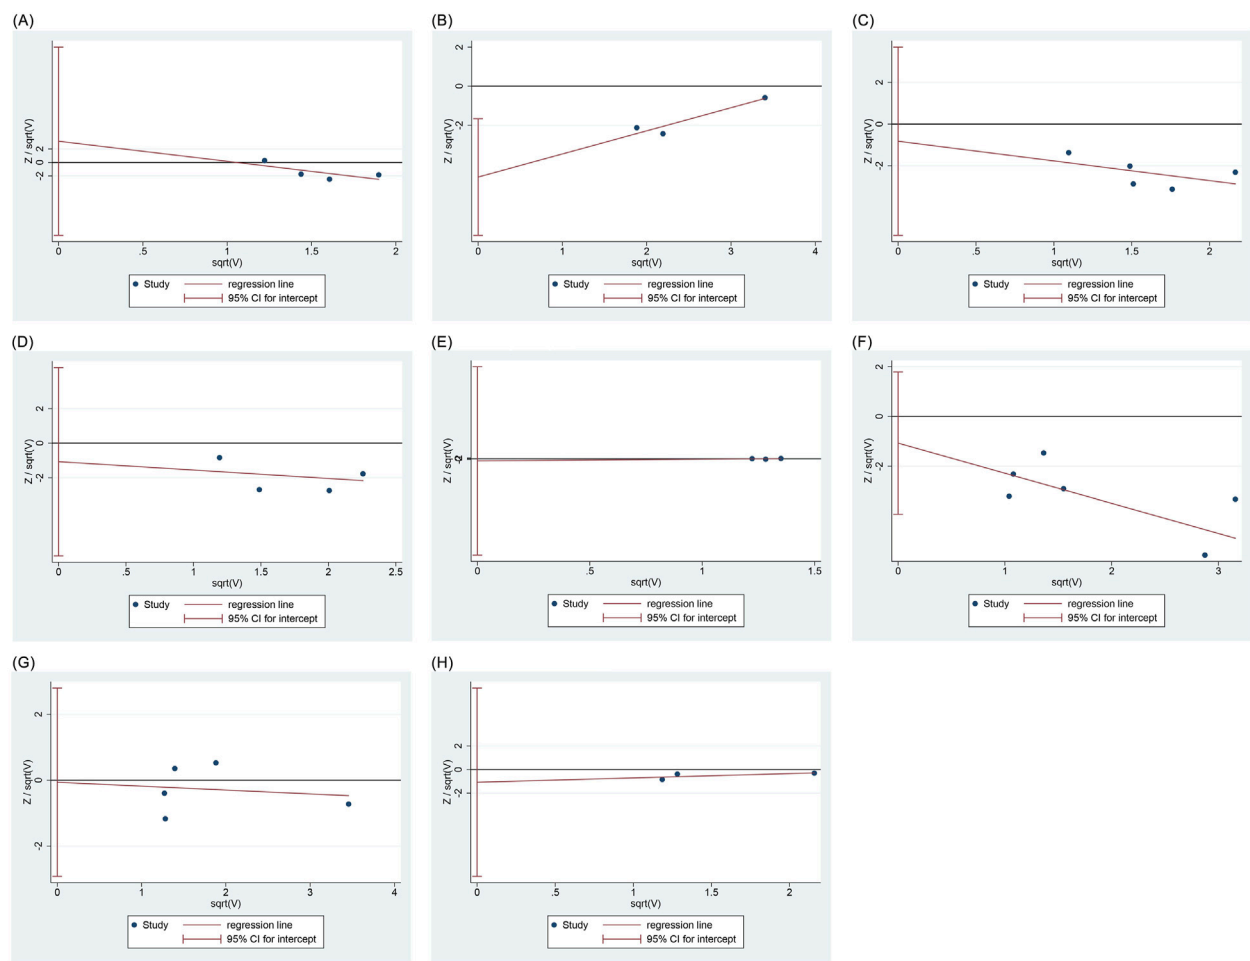 (A)
(B)
(C)
Z / sqrt(V)
2
0
-2
0
.5
1
1.5
2
sqrt(V)
Study
regression line
95% CI for intercept
Z / sqrt(V)
2
0
-2
0
1
2
3
4
sqrt(V)
Study
regression line
95% CI for intercept
Z / sqrt(V)
2
0
-2
0
1
1.5
2
sqrt(V)
Study
regression line
95% CI for intercept
(D)
(E)
(F)
Z / sqrt(V)
2
0
-2
0
.5
1
1.5
2
2.5
sqrt(V)
Study
regression line
95% CI for intercept
Z / sqrt(V)
0
.5
1
1.5
sqrt(V)
Study
regression line
95% CI for intercept
Z / sqrt(V)
2
0
-2
0
1
2
3
sqrt(V)
Study
regression line
95% CI for intercept
(G)
(H)
Z / sqrt(V)
2
0
-2
0
1
2
3
4
sqrt(V)
Study
regression line
95% CI for intercept
Z / sqrt(V)
2
0
-2
0
.5
1
1.5
2
sqrt(V)
Study
regression line
95% CI for intercept